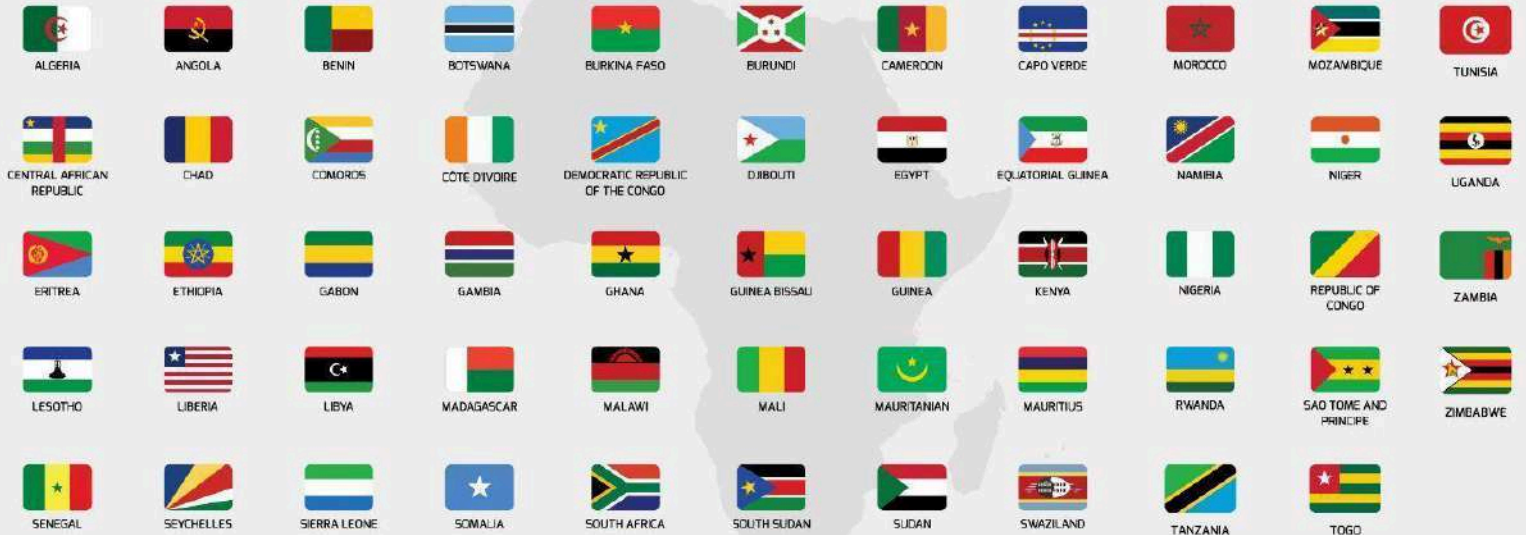 ALGERIA
ANGOLA
BENIN
BOTSWANA
BURKINA FASO
BURUNDI
CAMEROON
CAPO VERDE
MOROCCO
MOZAMBIQUE
TUNISIA
CENTRAL AFRICAN
REPUBLIC
CHAD
COMOROS
CÔTE D'IVOIRE
DEMOCRATIC REPUBLIC
OF THE CONGO
DJIBOUTI
EGYPT
EQUATORIAL GUINEA
NAMIBIA
NIGER
UGANDA
ERITREA
ETHIOPIA
GABON
GAMBIA
GHANA
GUINEA BISSAU
GUINEA
KENYA
NIGERIA
REPUBLIC OF
CONGO
ZAMBIA
LESOTHO
LIBERIA
LIBYA
MADAGASCAR
MALAWI
MALI
MAURITANIAN
MAURITIUS
RWANDA
SAO TOME AND
PRINCIPE
ZIMBABWE
SENEGAL
SEYCHELLES
SIERRA LEONE
SOMALIA
SOUTH AFRICA
SOUTH SUDAN
SUDAN
SWAZILAND
TANZANIA
TOGO